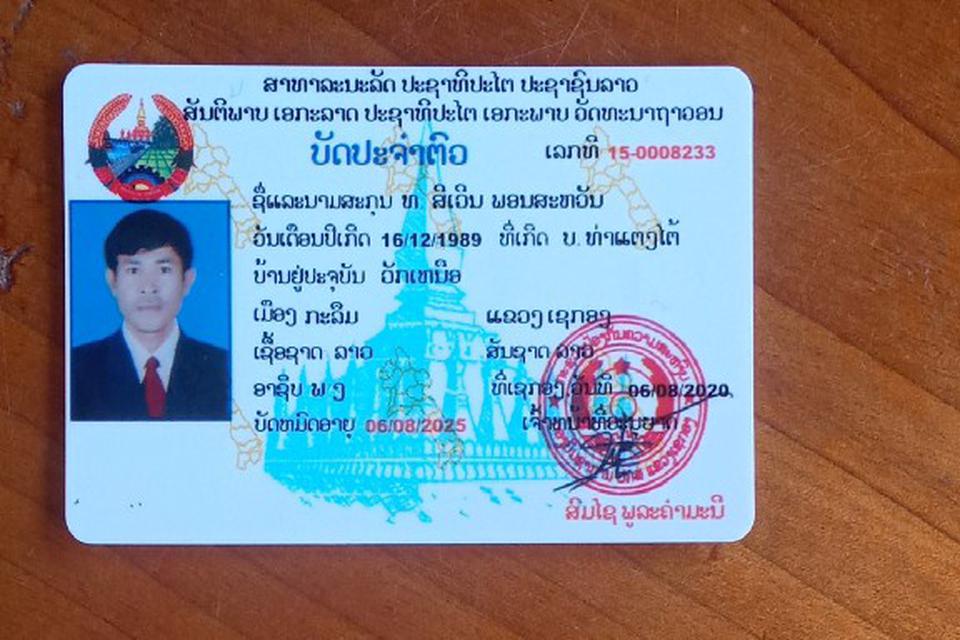 ສາທາລະນະລັດ ປະຊາທິປະໄຕ ປະຊາຊົນລາວ
ສັນຕິພາບ ເອກະລາດ ປະຊາທິປະໄຕ ເອກະພາບ ວັດທະນາຖາວອນ
ບັດປະຈຳຕົວ ເລກທີ 15-0008233
ຊື່ແລະນາມສະກຸນ ທ. ສີເວີນ ພອນສະຫວັນ
ວັນເດືອນປີເກີດ 16/12/1989 ທີ່ເກີດ ບ. ທ່າແຕງໃຕ້
ບ້ານຢູ່ປະຈຸບັນ ວັກເຫນືອ
ເມືອງ ກະລຶມ ແຂວງ ເຊກອງ
ເຊື້ອຊາດ ລາວ ສັນຊາດ ລາວ
ອາຊີບ ພ ງ ທີ່ເຊກອງ, ວັນທີ 06/08/2020
ບັດຫມົດອາຍຸ 06/08/2025 ເຈົ້າຫນ້າທີ່ອະນຸຍາດ
ສີມໄຊ ພູລະຄຳມະນີ